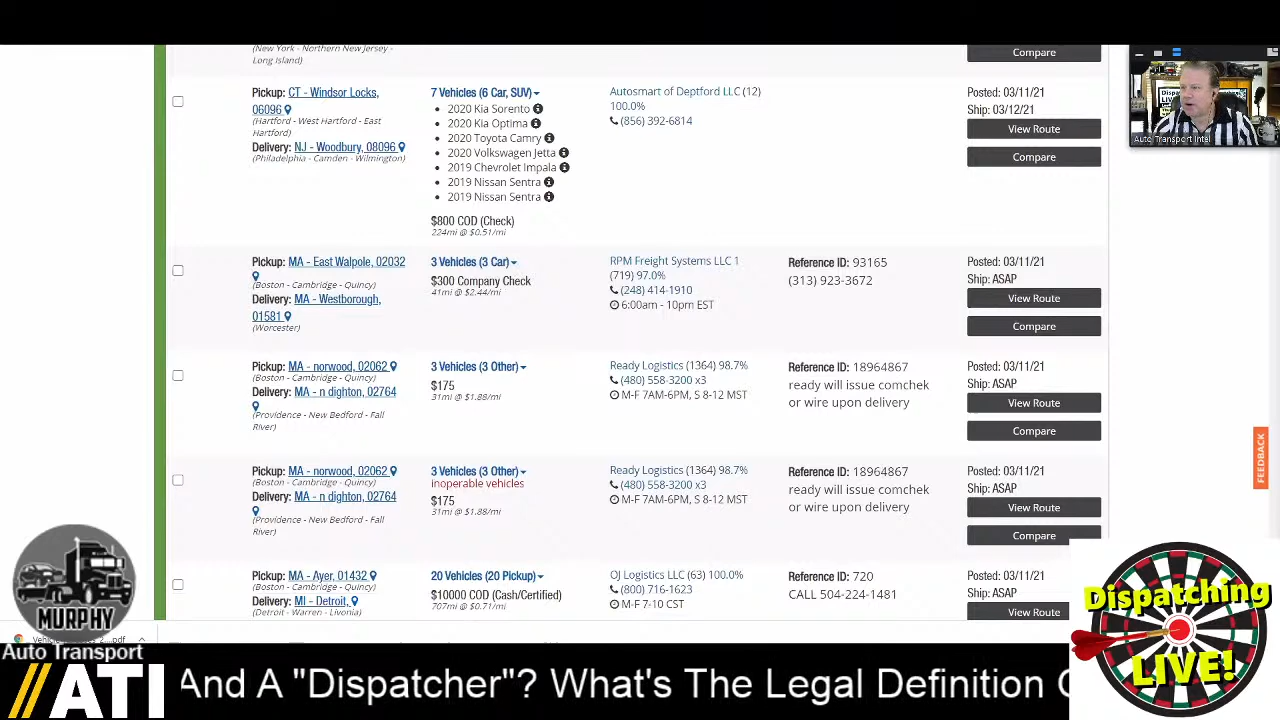 (New York - Northern New Jersey -
Long Island)
Compare
Pickup: CT - Windsor Locks,
06096
(Hartford - West Hartford - East
Hartford)
Delivery: NJ - Woodbury, 08096
(Philadelphia - Camden - Wilmington)
7 Vehicles (6 Car, SUV)
2020 Kia Sorento
2020 Kia Optima
2020 Toyota Camry
2020 Volkswagen Jetta
2019 Chevrolet Impala
2019 Nissan Sentra
2019 Nissan Sentra
$800 COD (Check)
224mi @ $0.51/mi
Autosmart of Deptford LLC (12)
100.0%
(856) 392-6814
Posted: 03/11/21
Ship: 03/12/21
View Route
Compare
Auto Transport Intel
Pickup: MA - East Walpole, 02032
(Boston - Cambridge - Quincy)
Delivery: MA - Westborough,
01581
(Worcester)
3 Vehicles (3 Car)
$300 Company Check
41mi @ $2.44/mi
RPM Freight Systems LLC 1
(719) 97.0%
(248) 414-1910
6:00am - 10pm EST
Reference ID: 93165
(313) 923-3672
Posted: 03/11/21
Ship: ASAP
View Route
Compare
Pickup: MA - norwood, 02062
(Boston - Cambridge - Quincy)
Delivery: MA - n dighton, 02764
(Providence - New Bedford - Fall
River)
3 Vehicles (3 Other)
$175
31mi @ $1.88/mi
Ready Logistics (1364) 98.7%
(480) 558-3200 x3
M-F 7AM-6PM, S 8-12 MST
Reference ID: 18964867
ready will issue comchek
or wire upon delivery
Posted: 03/11/21
Ship: ASAP
View Route
Compare
Pickup: MA - norwood, 02062
(Boston - Cambridge - Quincy)
Delivery: MA - n dighton, 02764
(Providence - New Bedford - Fall
River)
3 Vehicles (3 Other)
inoperable vehicles
$175
31mi @ $1.88/mi
Ready Logistics (1364) 98.7%
(480) 558-3200 x3
M-F 7AM-6PM, S 8-12 MST
Reference ID: 18964867
ready will issue comchek
or wire upon delivery
Posted: 03/11/21
Ship: ASAP
View Route
Compare
Pickup: MA - Ayer, 01432
(Boston - Cambridge - Quincy)
Delivery: MI - Detroit,
(Detroit - Warren - Livonia)
20 Vehicles (20 Pickup)
$10000 COD (Cash/Certified)
707mi @ $0.71/mi
OJ Logistics LLC (63) 100.0%
(800) 716-1623
M-F 7-10 CST
Reference ID: 720
CALL 504-224-1481
Posted: 03/11/21
Ship: ASAP
View Route
FEEDBACK
MURPHY
Auto Transport
//ATI
And A "Dispatcher"? What's The Legal Definition
Dispatching
LIVE!